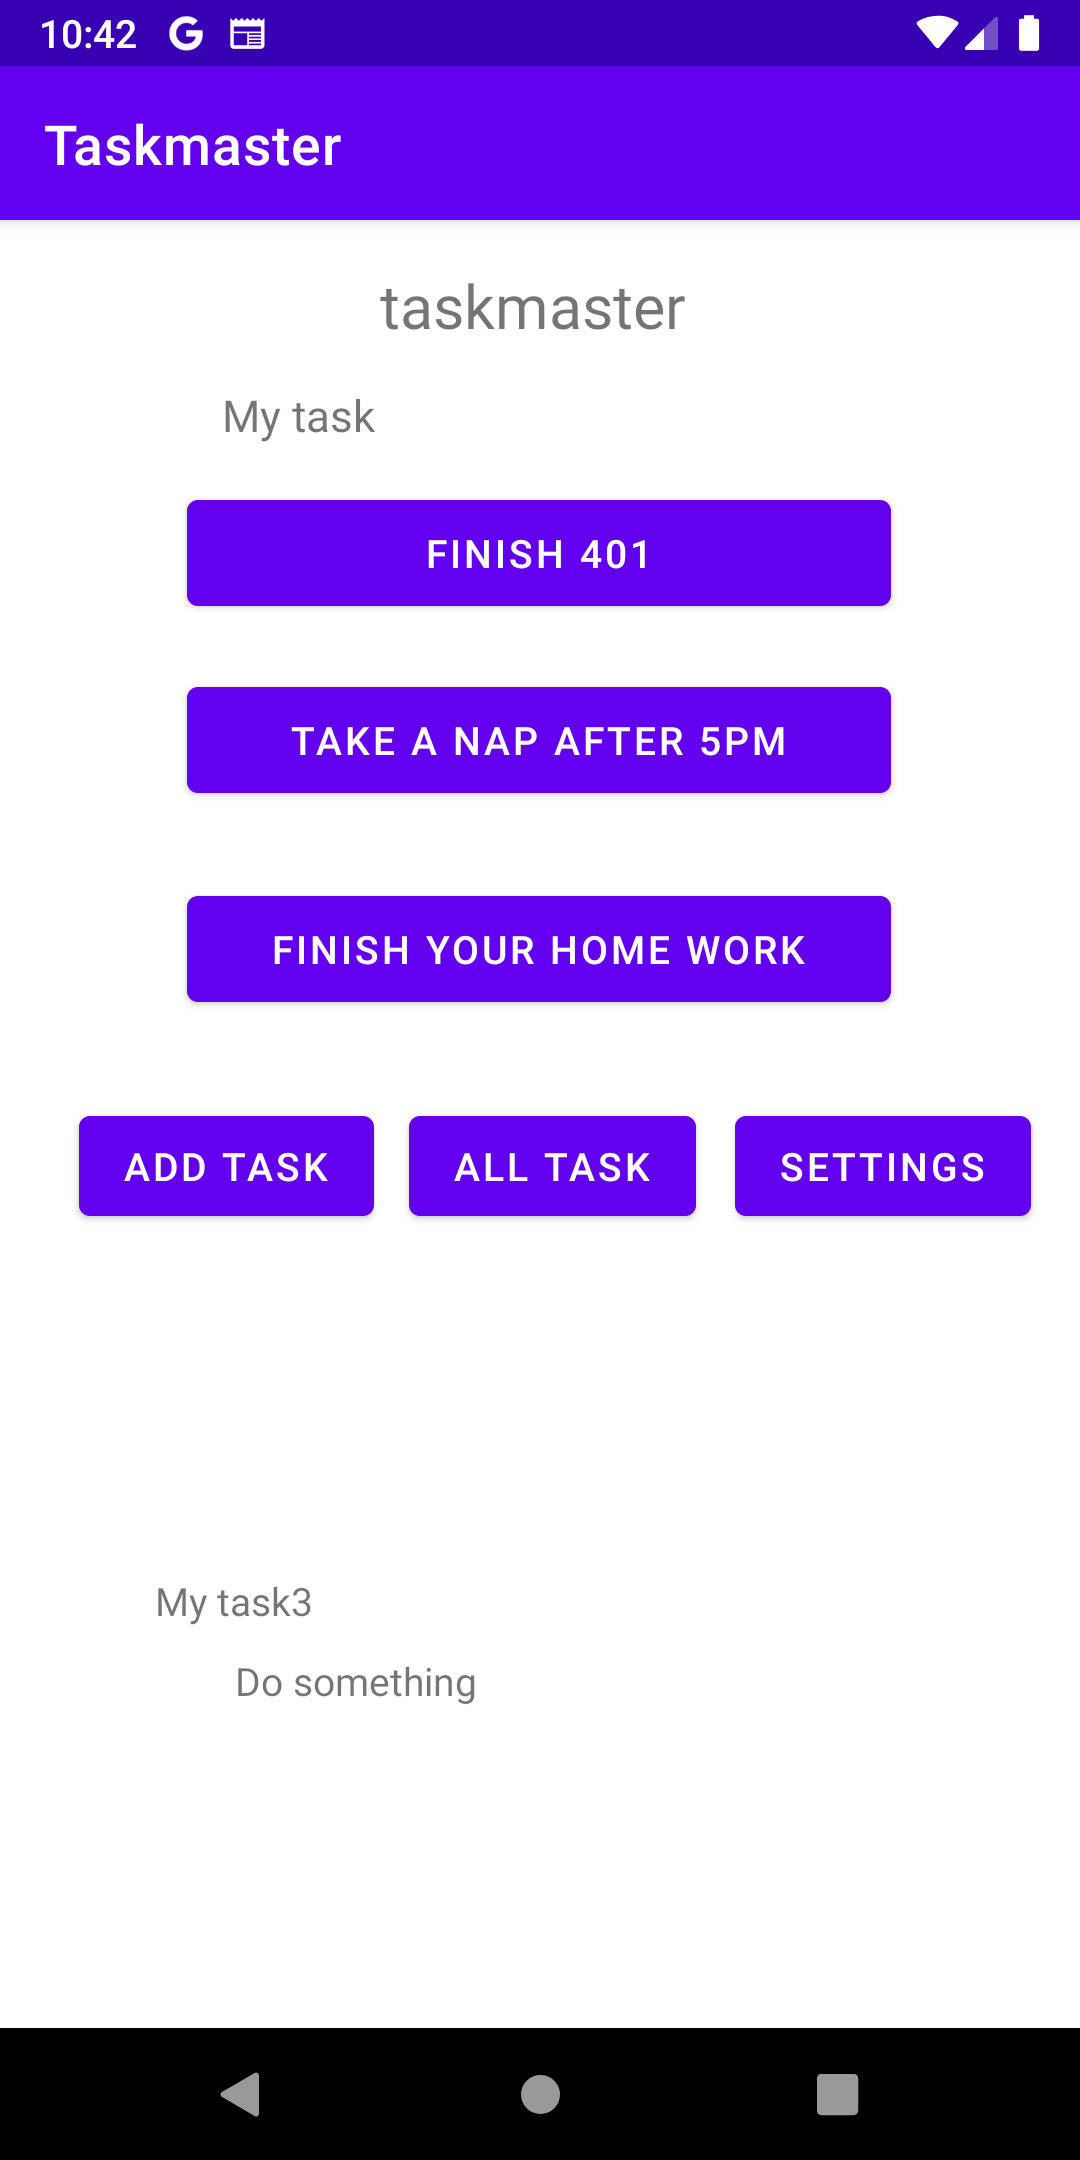 10:42
Taskmaster
taskmaster
My task
FINISH 401
TAKE A NAP AFTER 5PM
FINISH YOUR HOME WORK
ADD TASK ALL TASK SETTINGS
My task3
Do something